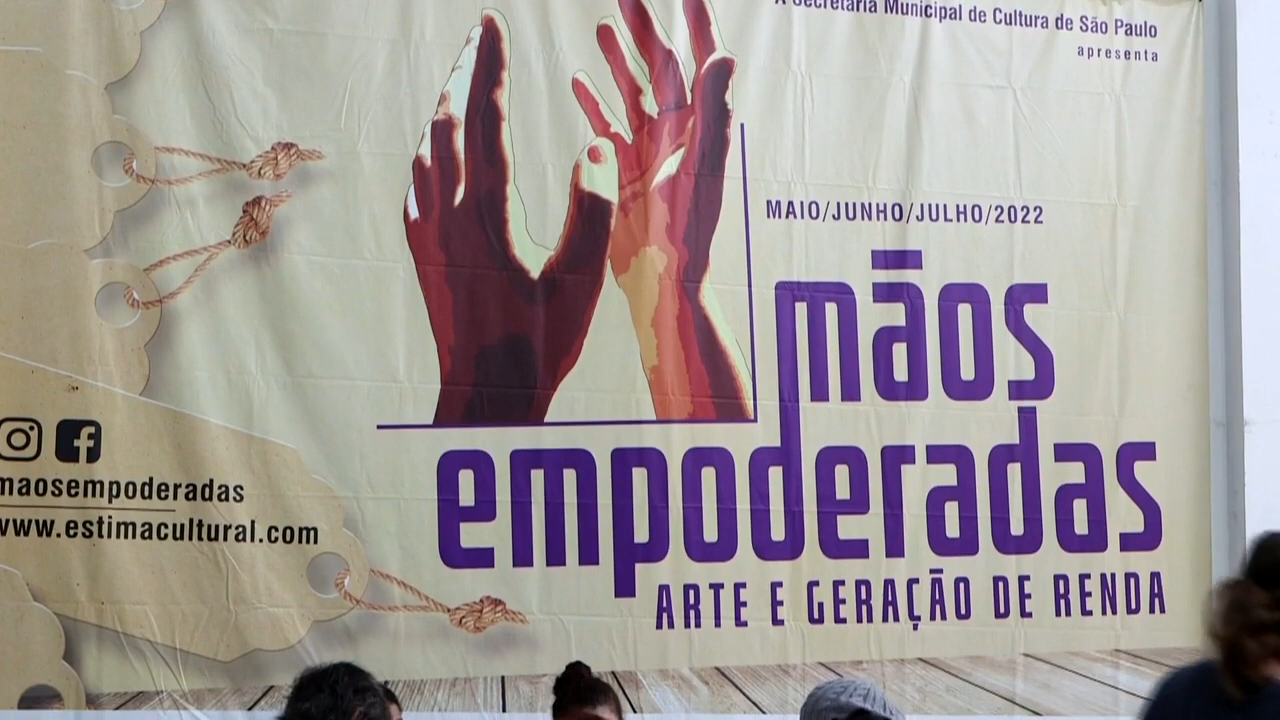 A Secretaria Municipal de Cultura de São Paulo
apresenta
MAIO/JUNHO/JULHO/2022
mãos
empoderadas
ARTE E GERAÇÃO DE RENDA
maosempoderadas
www.estimacultural.com